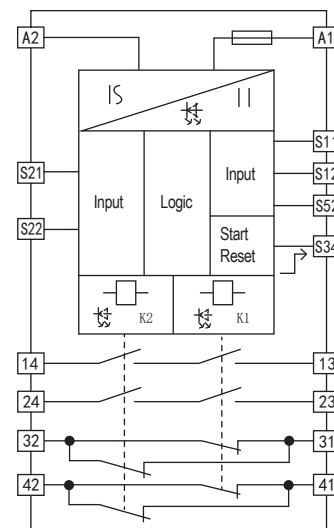 A2
A1
IS
II
S11
S21
Input
Logic
Input
S12
S52
S22
Start
Reset
S34
K2
K1
14
13
24
23
32
31
42
41